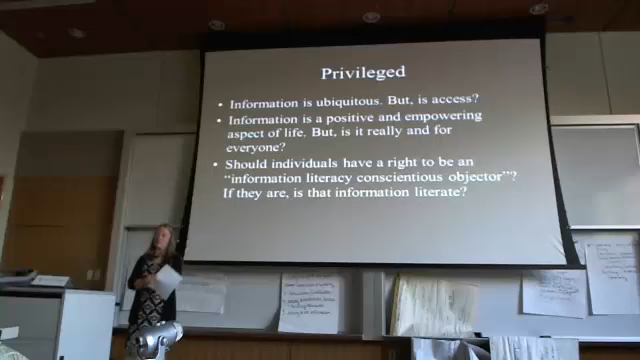 Privileged
• Information is ubiquitous. But, is access?
• Information is a positive and empowering
aspect of life. But, is it really and for
everyone?
• Should individuals have a right to be an
“information literacy conscientious objector”?
If they are, is that information literate?